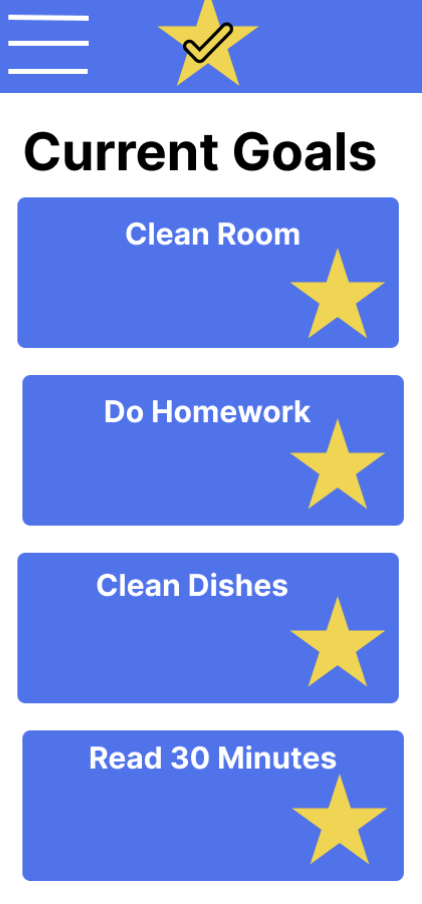 Current Goals
Clean Room
Do Homework
Clean Dishes
Read 30 Minutes